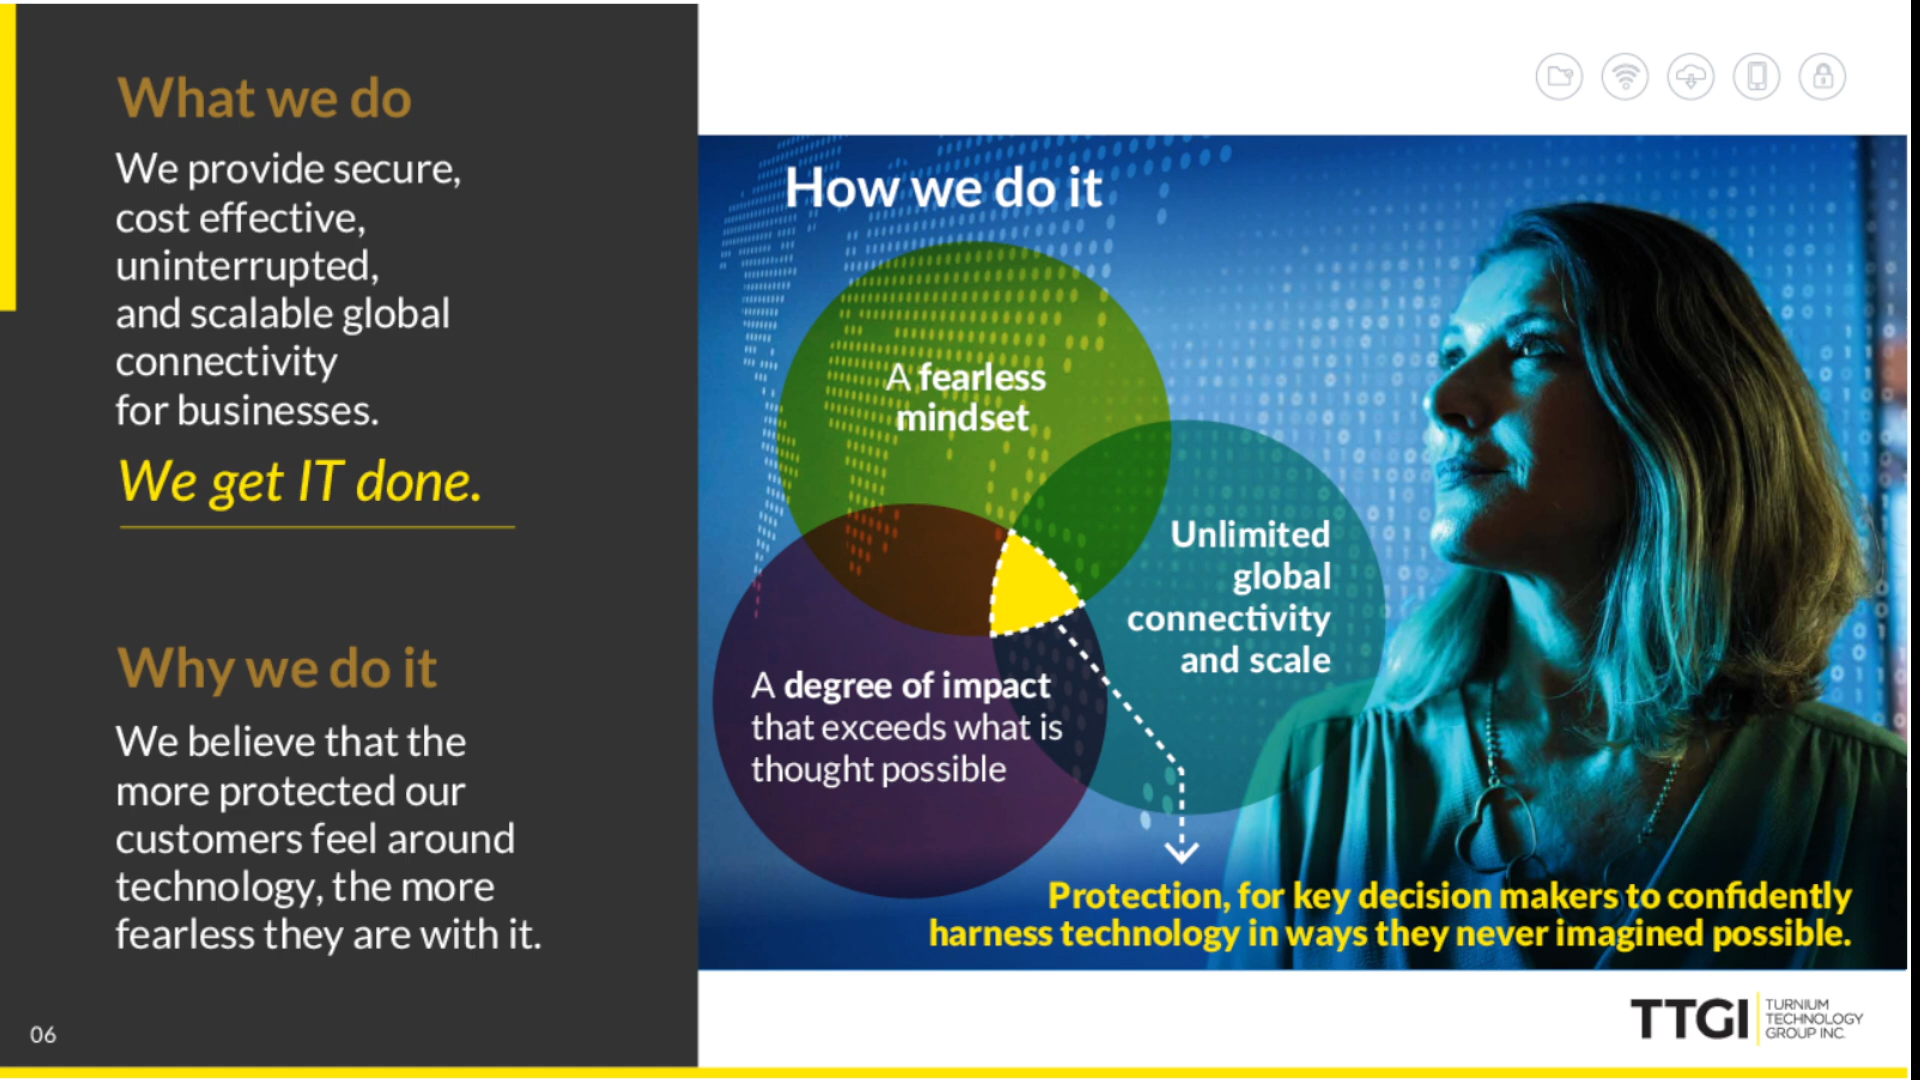 What we do
We provide secure,
cost effective,
uninterrupted,
and scalable global
connectivity
for businesses.
We get IT done.
Why we do it
We believe that the
more protected our
customers feel around
technology, the more
fearless they are with it.
06
How we do it
A fearless
mindset
Unlimited
global
connectivity
and scale
A degree of impact
that exceeds what is
thought possible
Protection, for key decision makers to confidently
harness technology in ways they never imagined possible.
TTGI
TURNIUM
TECHNOLOGY
GROUP INC.